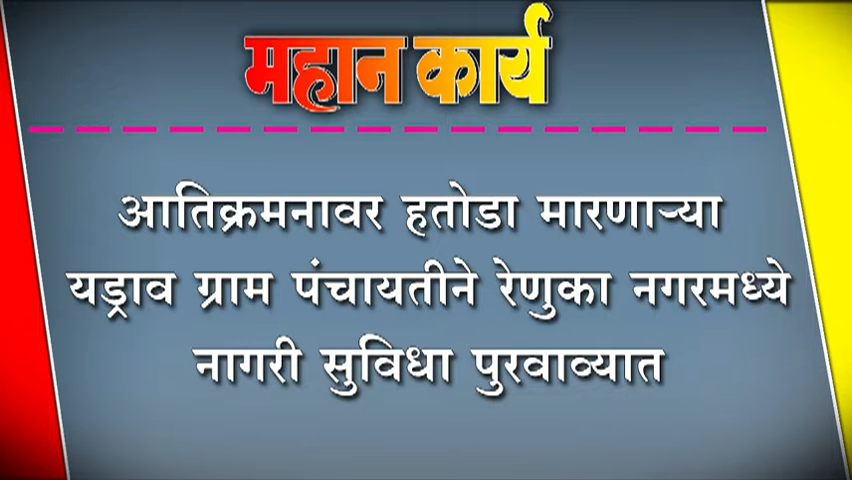 महान कार्य
आतिक्रमनावर हतोडा मारणाऱ्या
यड्राव ग्राम पंचायतीने रेणुका नगरमध्ये
नागरी सुविधा पुरवाव्यात